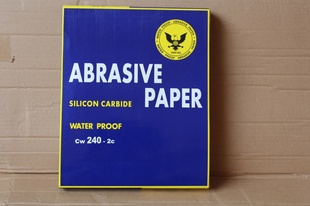 ABRASIVE
PAPER
SILICON CARBIDE
WATER PROOF
Cw 240 - 2c